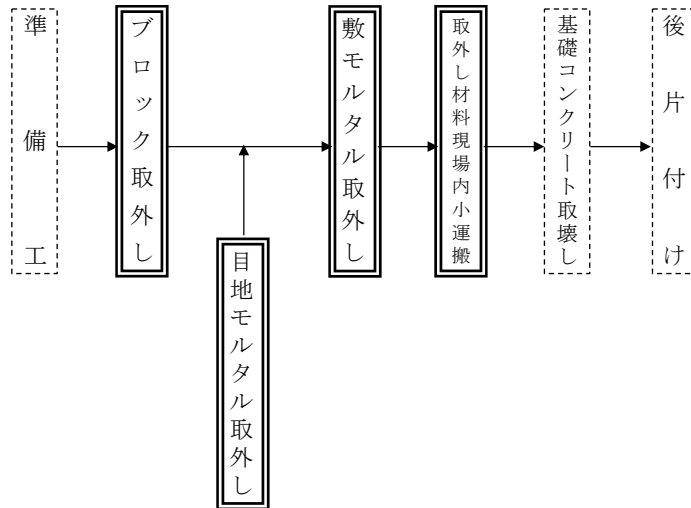 準備工
ブロック取外し
目地モルタル取外し
敷モルタル取外し
取外し材料現場内小運搬
基礎コンクリート取壊し
後片付け